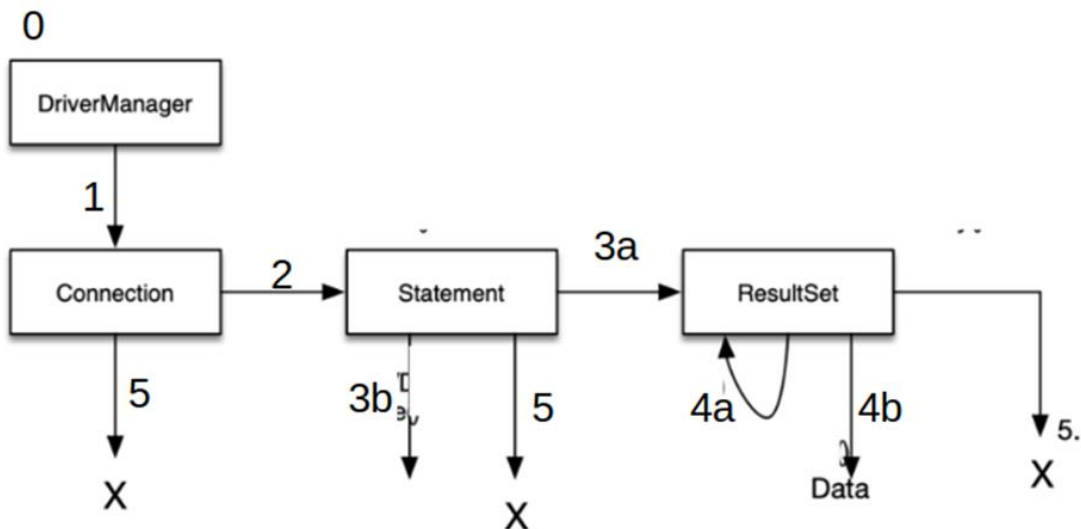 0
DriverManager
1
3a
Connection
2
Statement
ResultSet
5
3b
5
4a
4b
5.
X
X
Data
X